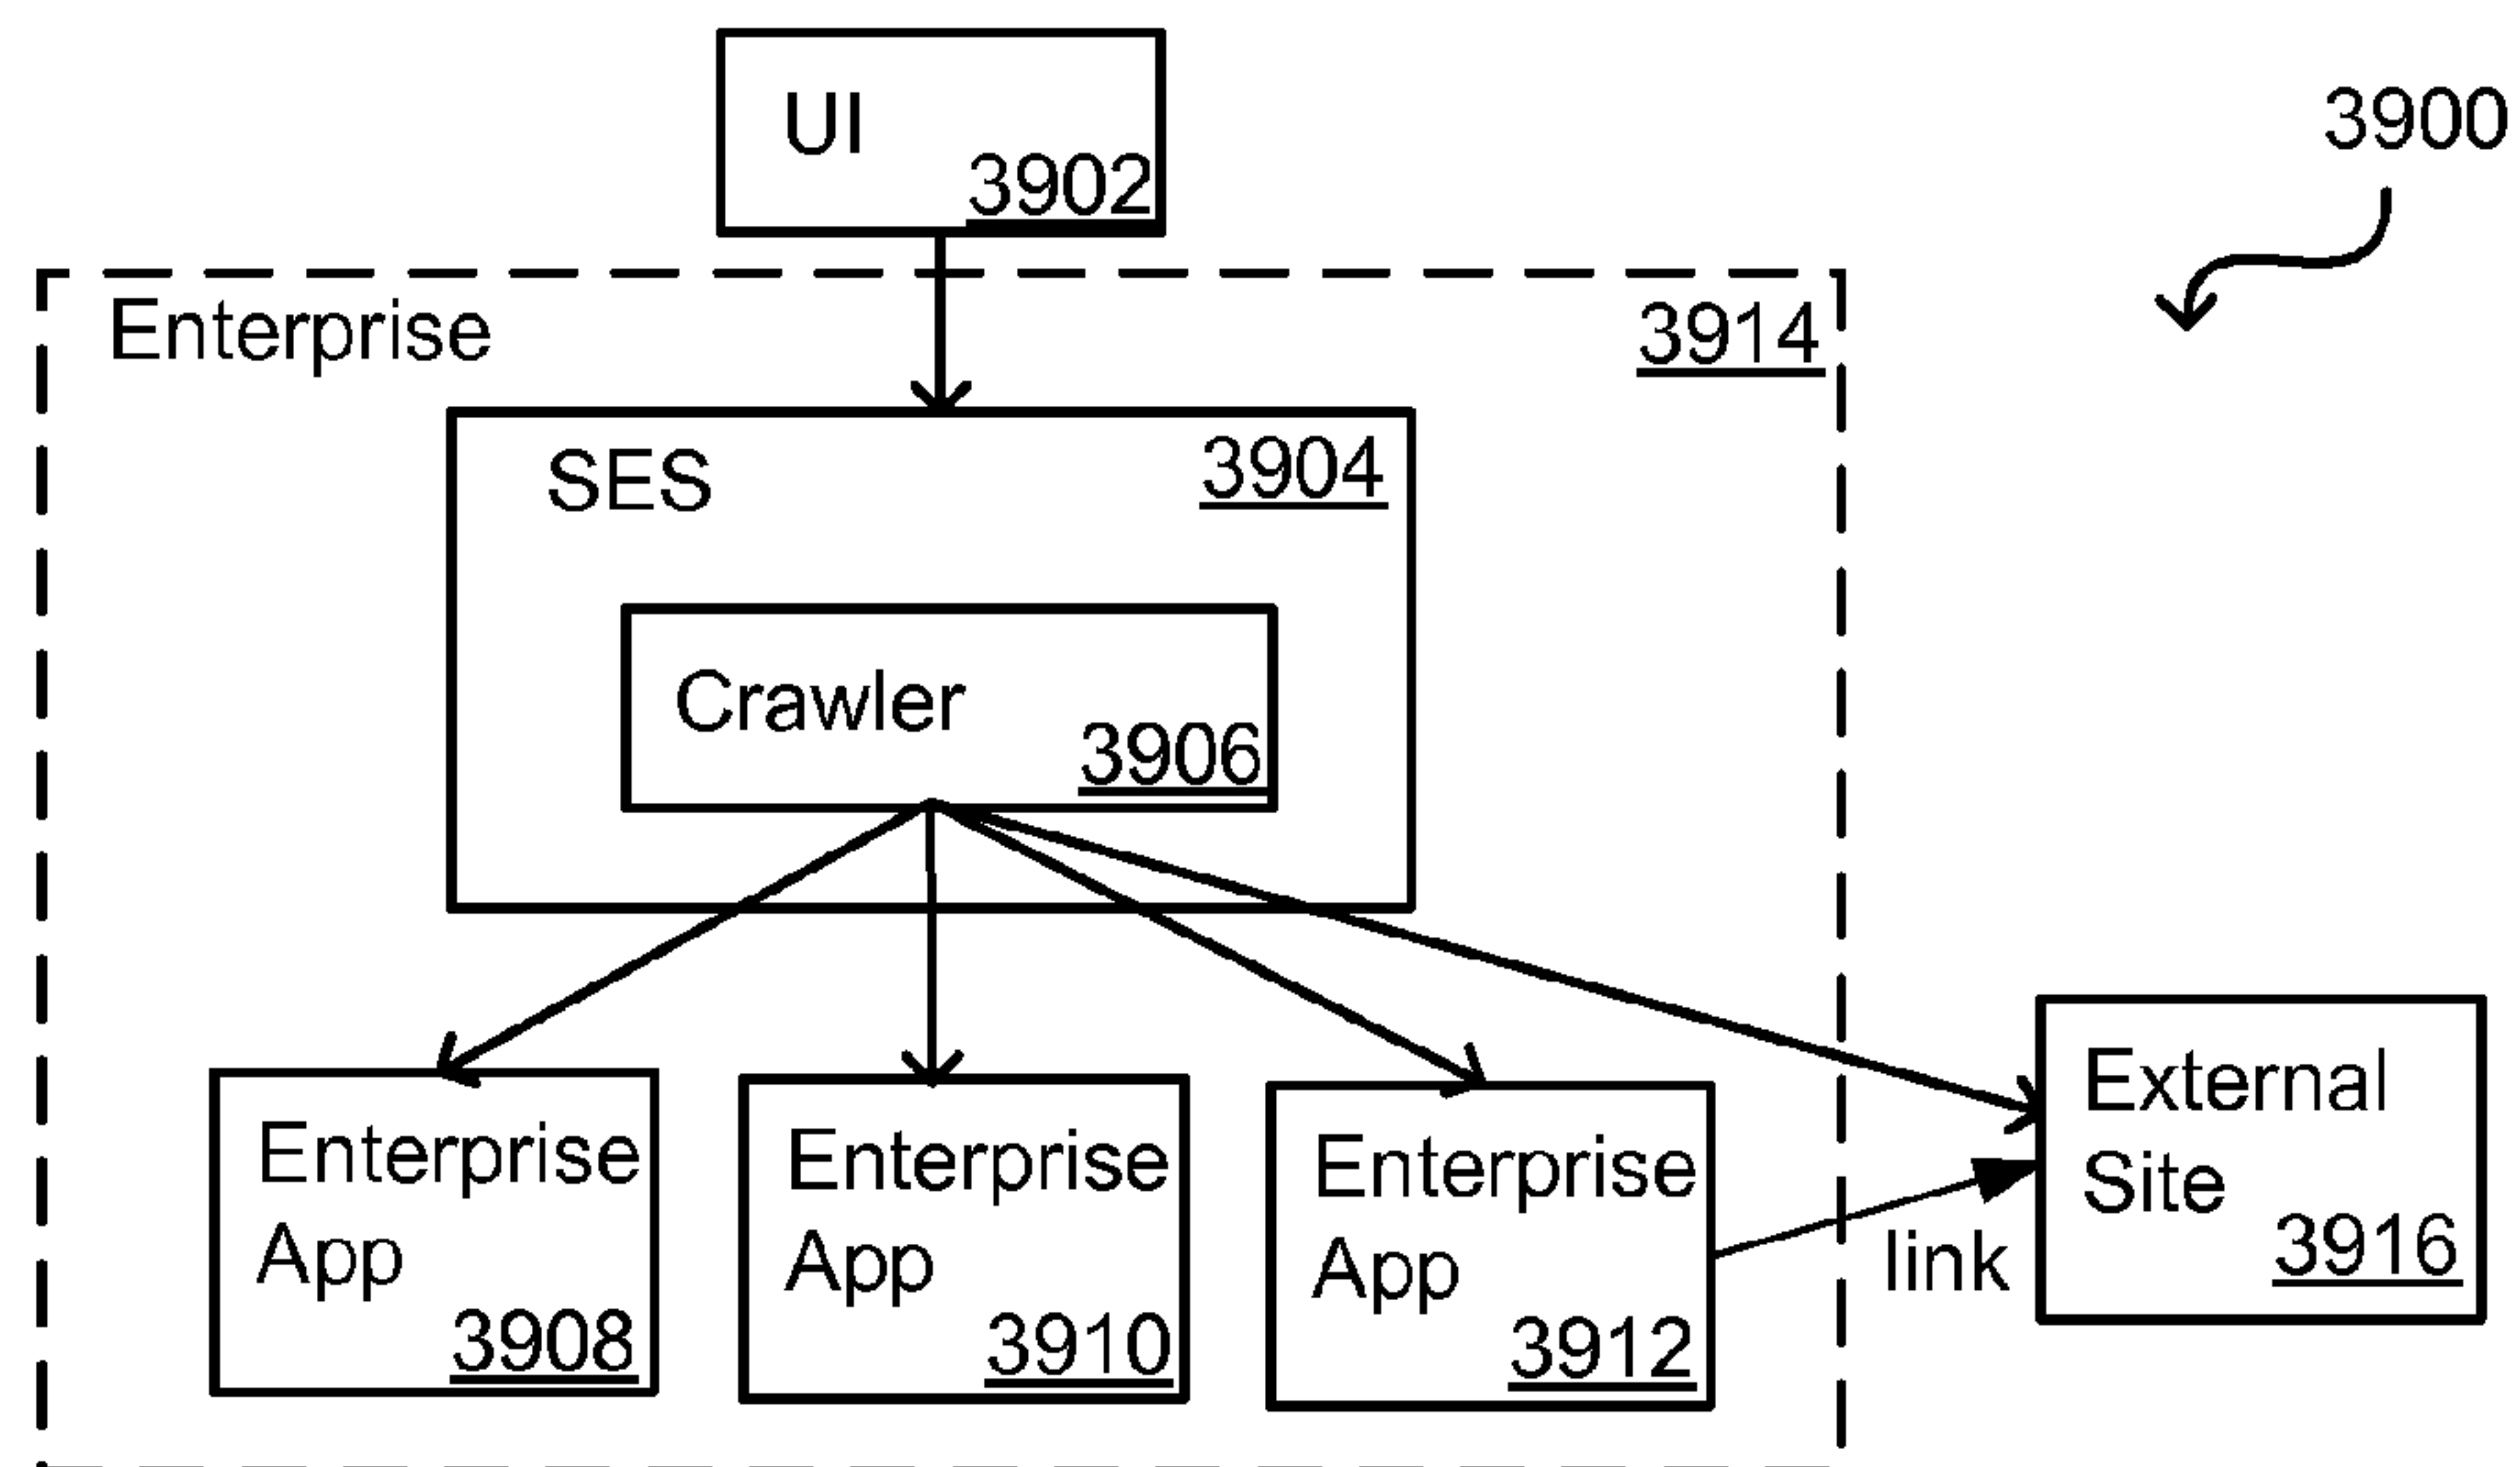 UI
3902
3900
Enterprise
3914
SES
3904
Crawler
3906
Enterprise
App
3908
Enterprise
App
3910
Enterprise
App
3912
link
External
Site
3916